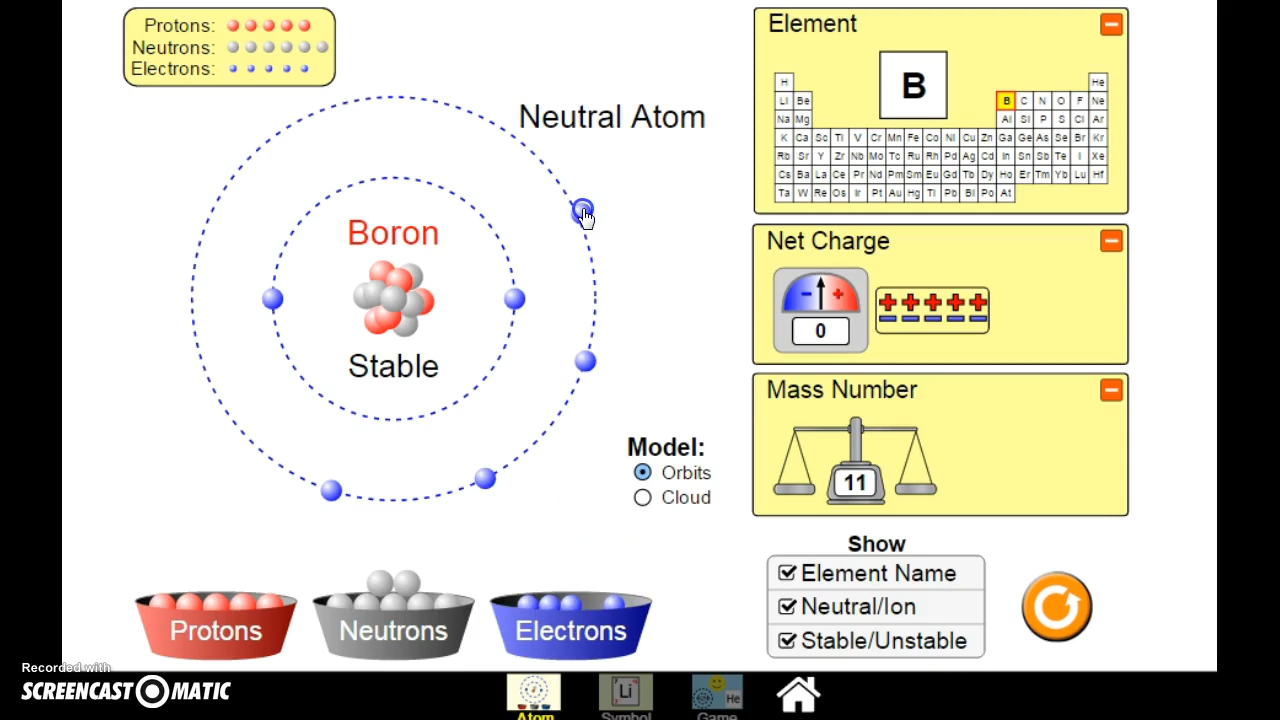 Protons:
Neutrons:
Electrons:
Neutral Atom
Boron
Stable
Model:
Orbits
Cloud
Protons
Neutrons
Electrons
Element
B
H He
Li Be B C N O F Ne
Na Mg Al Si P S Cl Ar
K Ca Sc Ti V Cr Mn Fe Co Ni Cu Zn Ga Ge As Se Br Kr
Rb Sr Y Zr Nb Mo Tc Ru Rh Pd Ag Cd In Sn Sb Te I Xe
Cs Ba La Ce Pr Nd Pm Sm Eu Gd Tb Dy Ho Er Tm Yb Lu Hf
Ta W Re Os Ir Pt Au Hg Tl Pb Bi Po At
Net Charge
- +
0
+ + + + +
- - - - -
Mass Number
11
Show
Element Name
Neutral/Ion
Stable/Unstable
Recorded with
SCREENCAST MATIC
Li
He
Atom Symbol Game